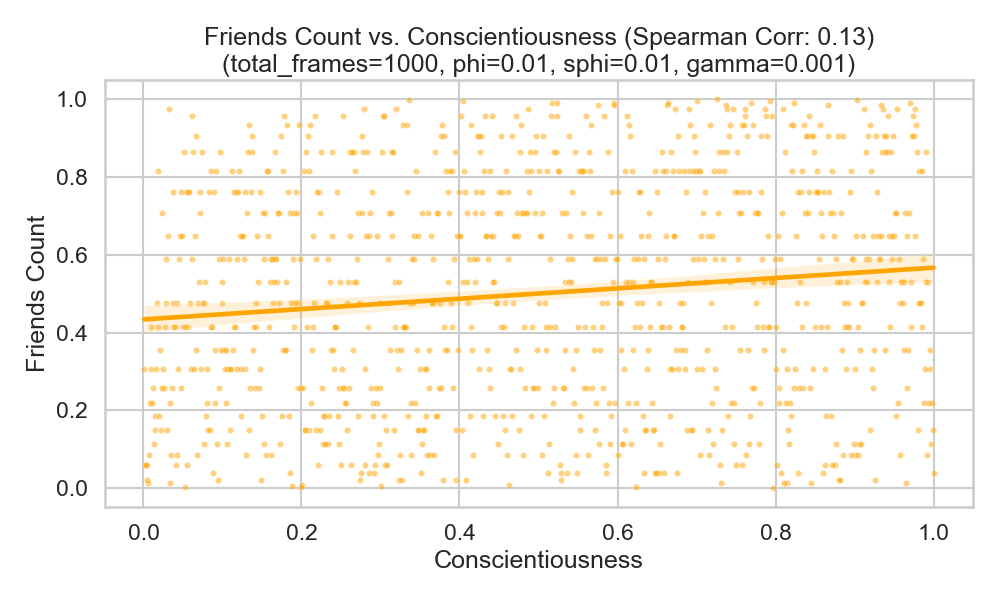 Friends Count vs. Conscientiousness (Spearman Corr: 0.13)
(total_frames=1000, phi=0.01, sphi=0.01, gamma=0.001)
1.0
0.8
0.6
0.4
0.2
0.0
Friends Count
0.0 0.2 0.4 0.6 0.8 1.0
Conscientiousness